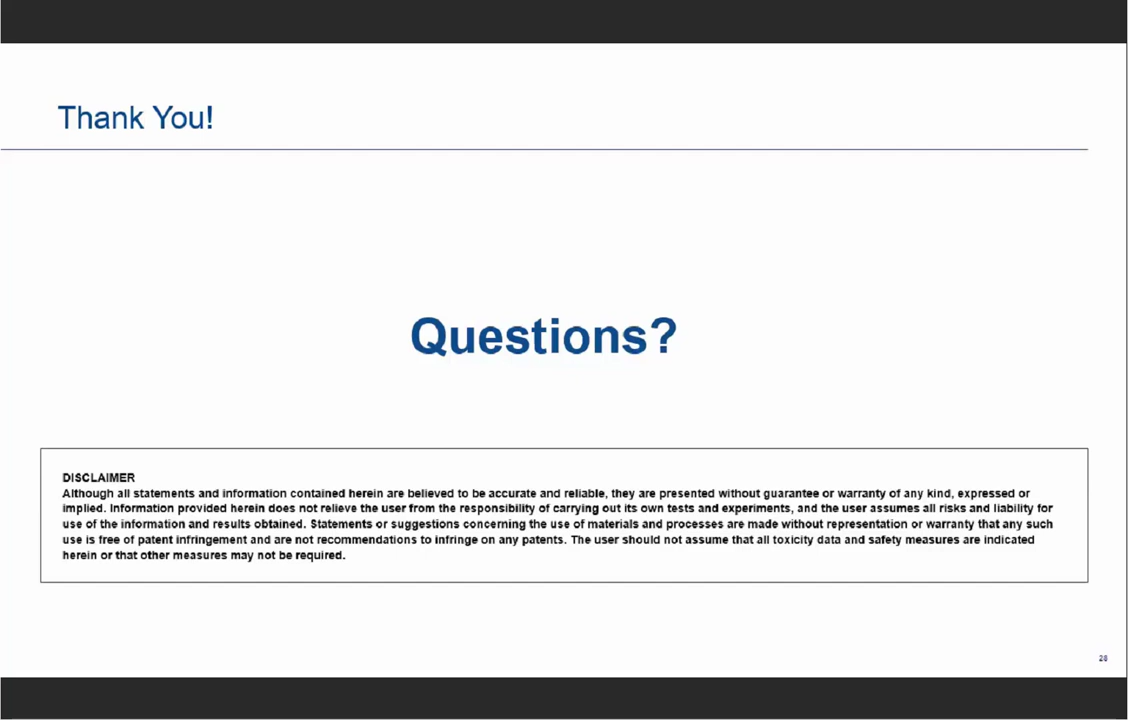 Thank You!
Questions?
DISCLAIMER
Although all statements and information contained herein are believed to be accurate and reliable, they are presented without guarantee or warranty of any kind, expressed or
implied. Information provided herein does not relieve the user from the responsibility of carrying out its own tests and experiments, and the user assumes all risks and liability for
use of the information and results obtained. Statements or suggestions concerning the use of materials and processes are made without representation or warranty that any such
use is free of patent infringement and are not recommendations to infringe on any patents. The user should not assume that all toxicity data and safety measures are indicated
herein or that other measures may not be required.
28